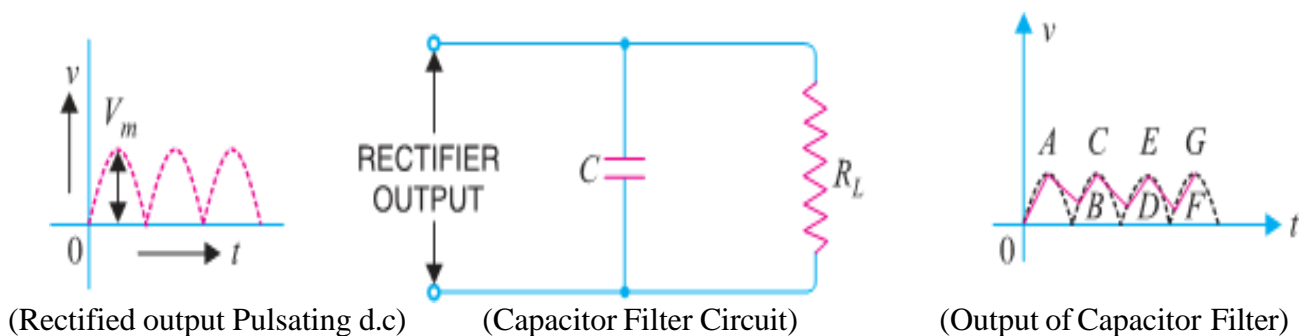 v
V_m
0
t
RECTIFIER
OUTPUT
C
R_L
v
A C E G
B D F
0
t
(Rectified output Pulsating d.c) (Capacitor Filter Circuit) (Output of Capacitor Filter)